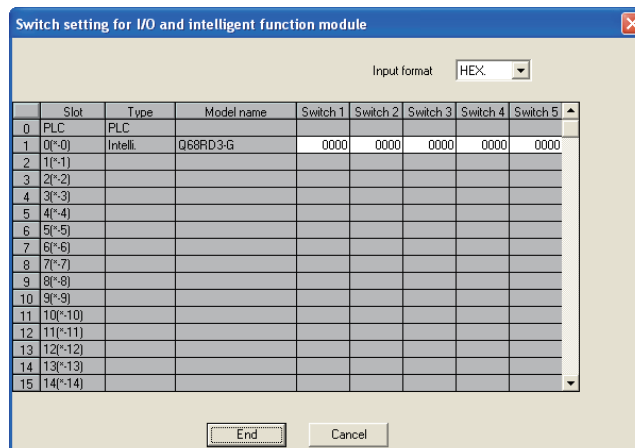 Switch setting for I/O and intelligent function module
Input format HEX.
Slot Type Model name Switch 1 Switch 2 Switch 3 Switch 4 Switch 5
0 PLC PLC
1 0(*-0) Intelli. Q68RD3-G 0000 0000 0000 0000 0000
2 1(*-1)
3 2(*-2)
4 3(*-3)
5 4(*-4)
6 5(*-5)
7 6(*-6)
8 7(*-7)
9 8(*-8)
10 9(*-9)
11 10(*-10)
12 11(*-11)
13 12(*-12)
14 13(*-13)
15 14(*-14)
End Cancel